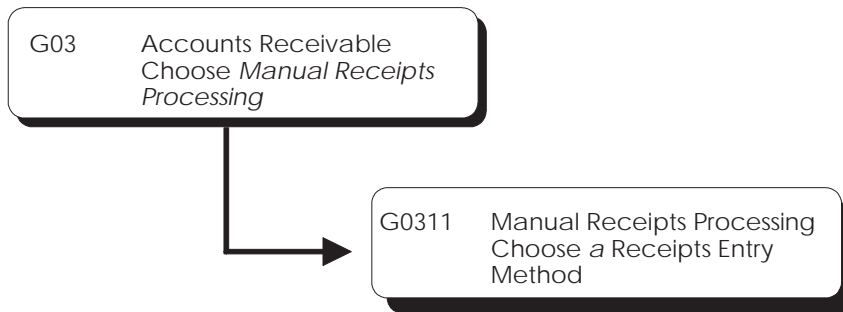 G03 Accounts Receivable
Choose Manual Receipts
Processing
G0311 Manual Receipts Processing
Choose a Receipts Entry
Method